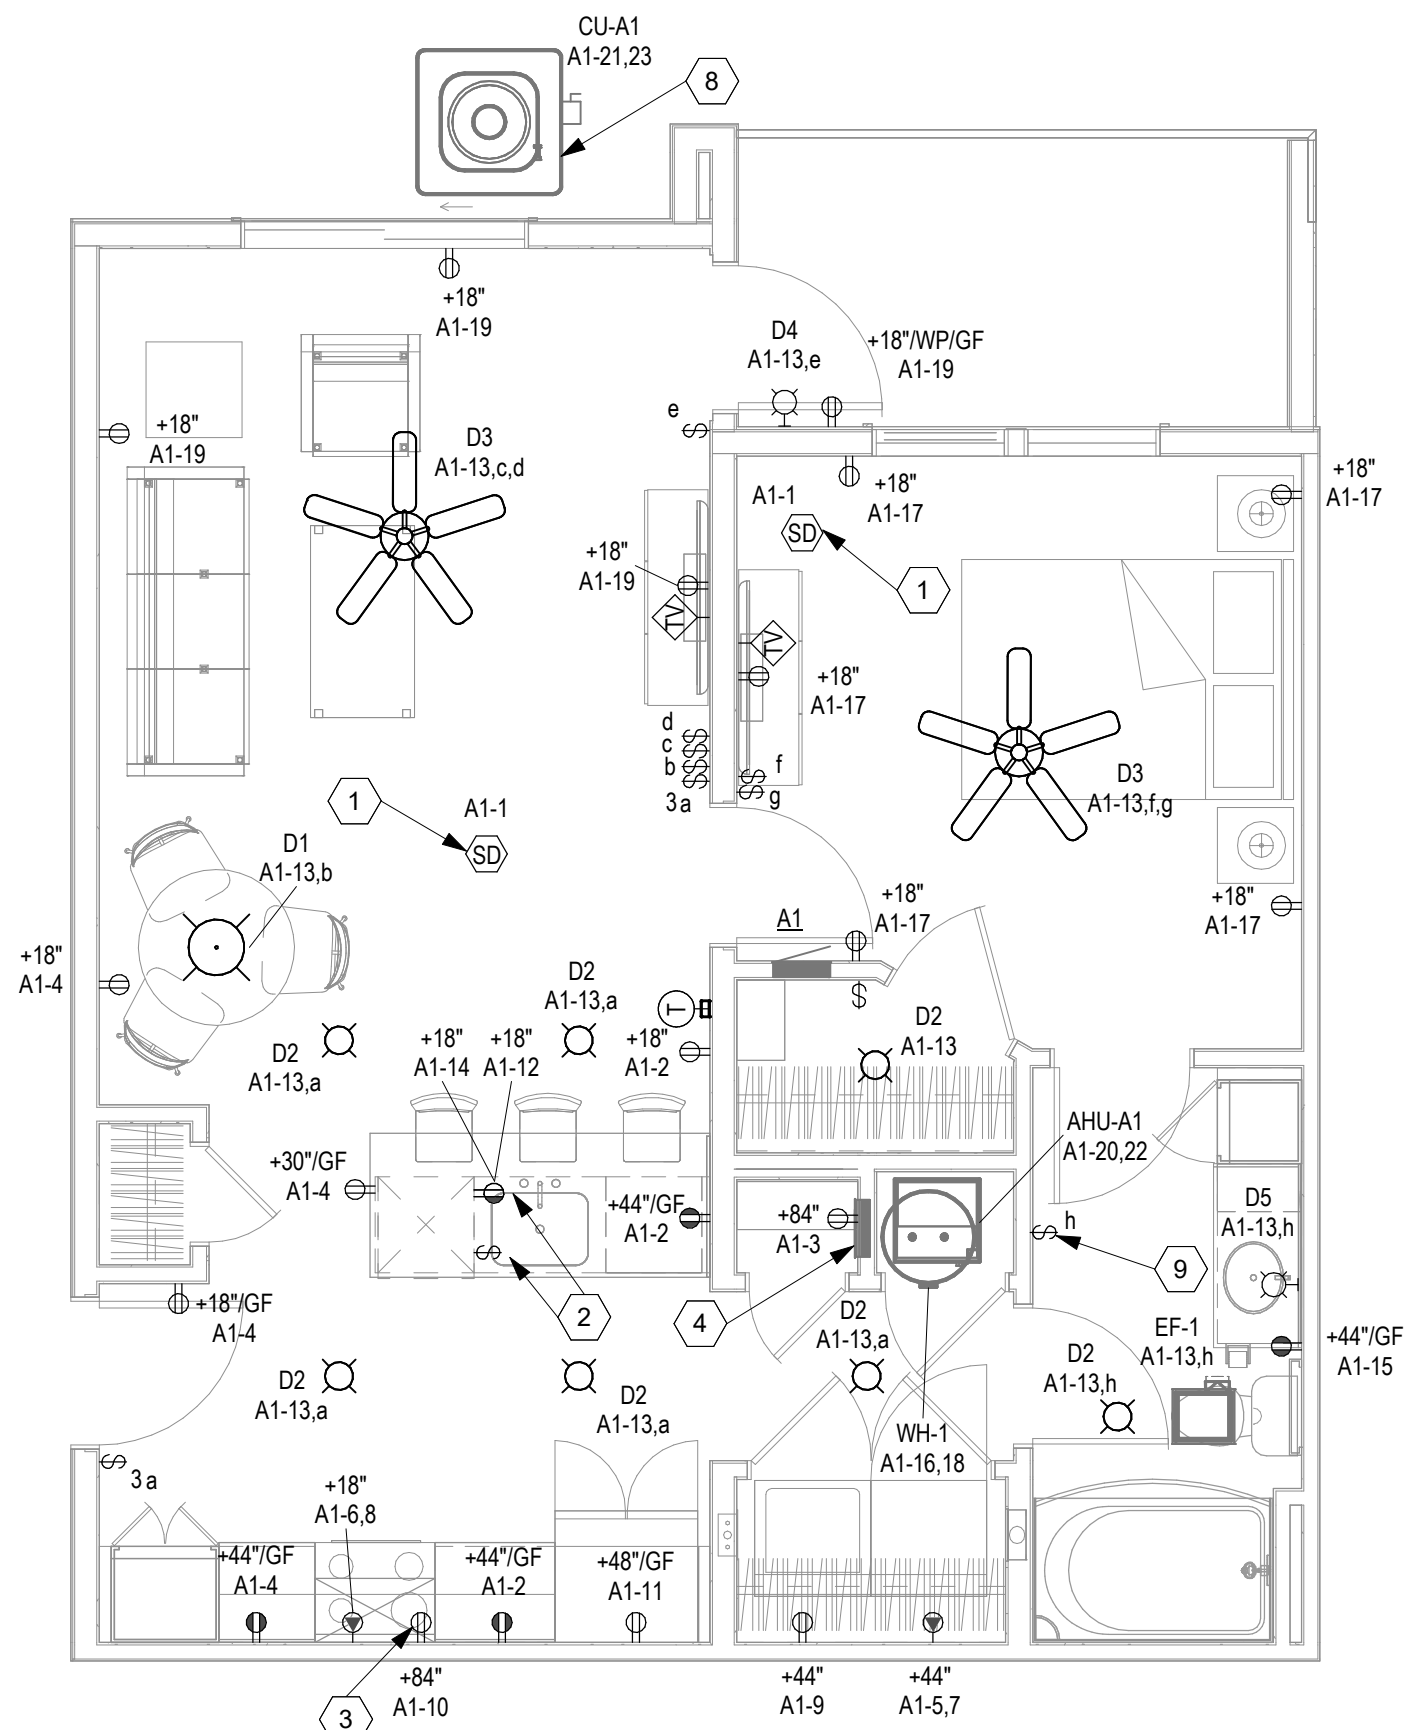 CU-A1
A1-21,23
8
+18"
A1-19
D4
A1-13,e
+18"/WP/GF
A1-19
e
+18"
A1-19
D3
A1-13,c,d
+18"
A1-17
A1-1
SD
+18"
A1-17
1
+18"
A1-19
TV
TV
+18"
A1-17
d
c
b
3a
f
g
D3
A1-13,f,g
1
A1-1
SD
D1
A1-13,b
+18"
A1-4
A1
+18"
A1-17
+18"
A1-17
D2
A1-13,a
T
$
D2
A1-13
D2
A1-13,a
+18"
A1-14
+18"
A1-12
+18"
A1-2
AHU-A1
A1-20,22
+30"/GF
A1-4
+44"/GF
A1-2
+84"
A1-3
h
D5
A1-13,h
9
+18"/GF
A1-4
2
4
D2
A1-13,a
EF-1
A1-13,h
+44"/GF
A1-15
D2
A1-13,a
D2
A1-13,a
D2
A1-13,h
WH-1
A1-16,18
3a
+18"
A1-6,8
+44"/GF
A1-4
+44"/GF
A1-2
+48"/GF
A1-11
+84"
A1-10
3
+44"
A1-9
+44"
A1-5,7